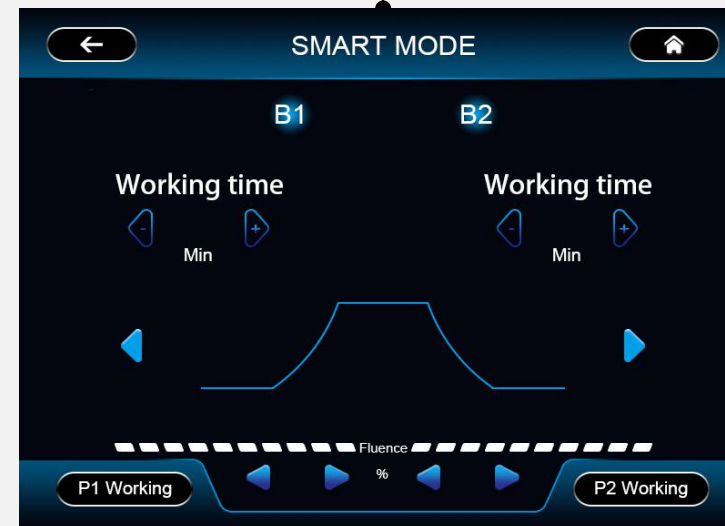 SMART MODE
B1 B2
Working time Working time
- + - +
Min Min
Fluence
%
P1 Working P2 Working